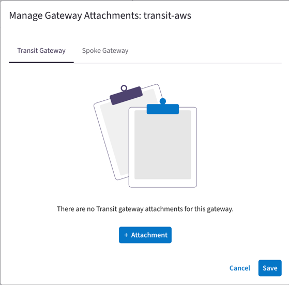 Manage Gateway Attachments: transit-aws
Transit Gateway
Spoke Gateway
There are no Transit gateway attachments for this gateway.
+ Attachment
Cancel
Save